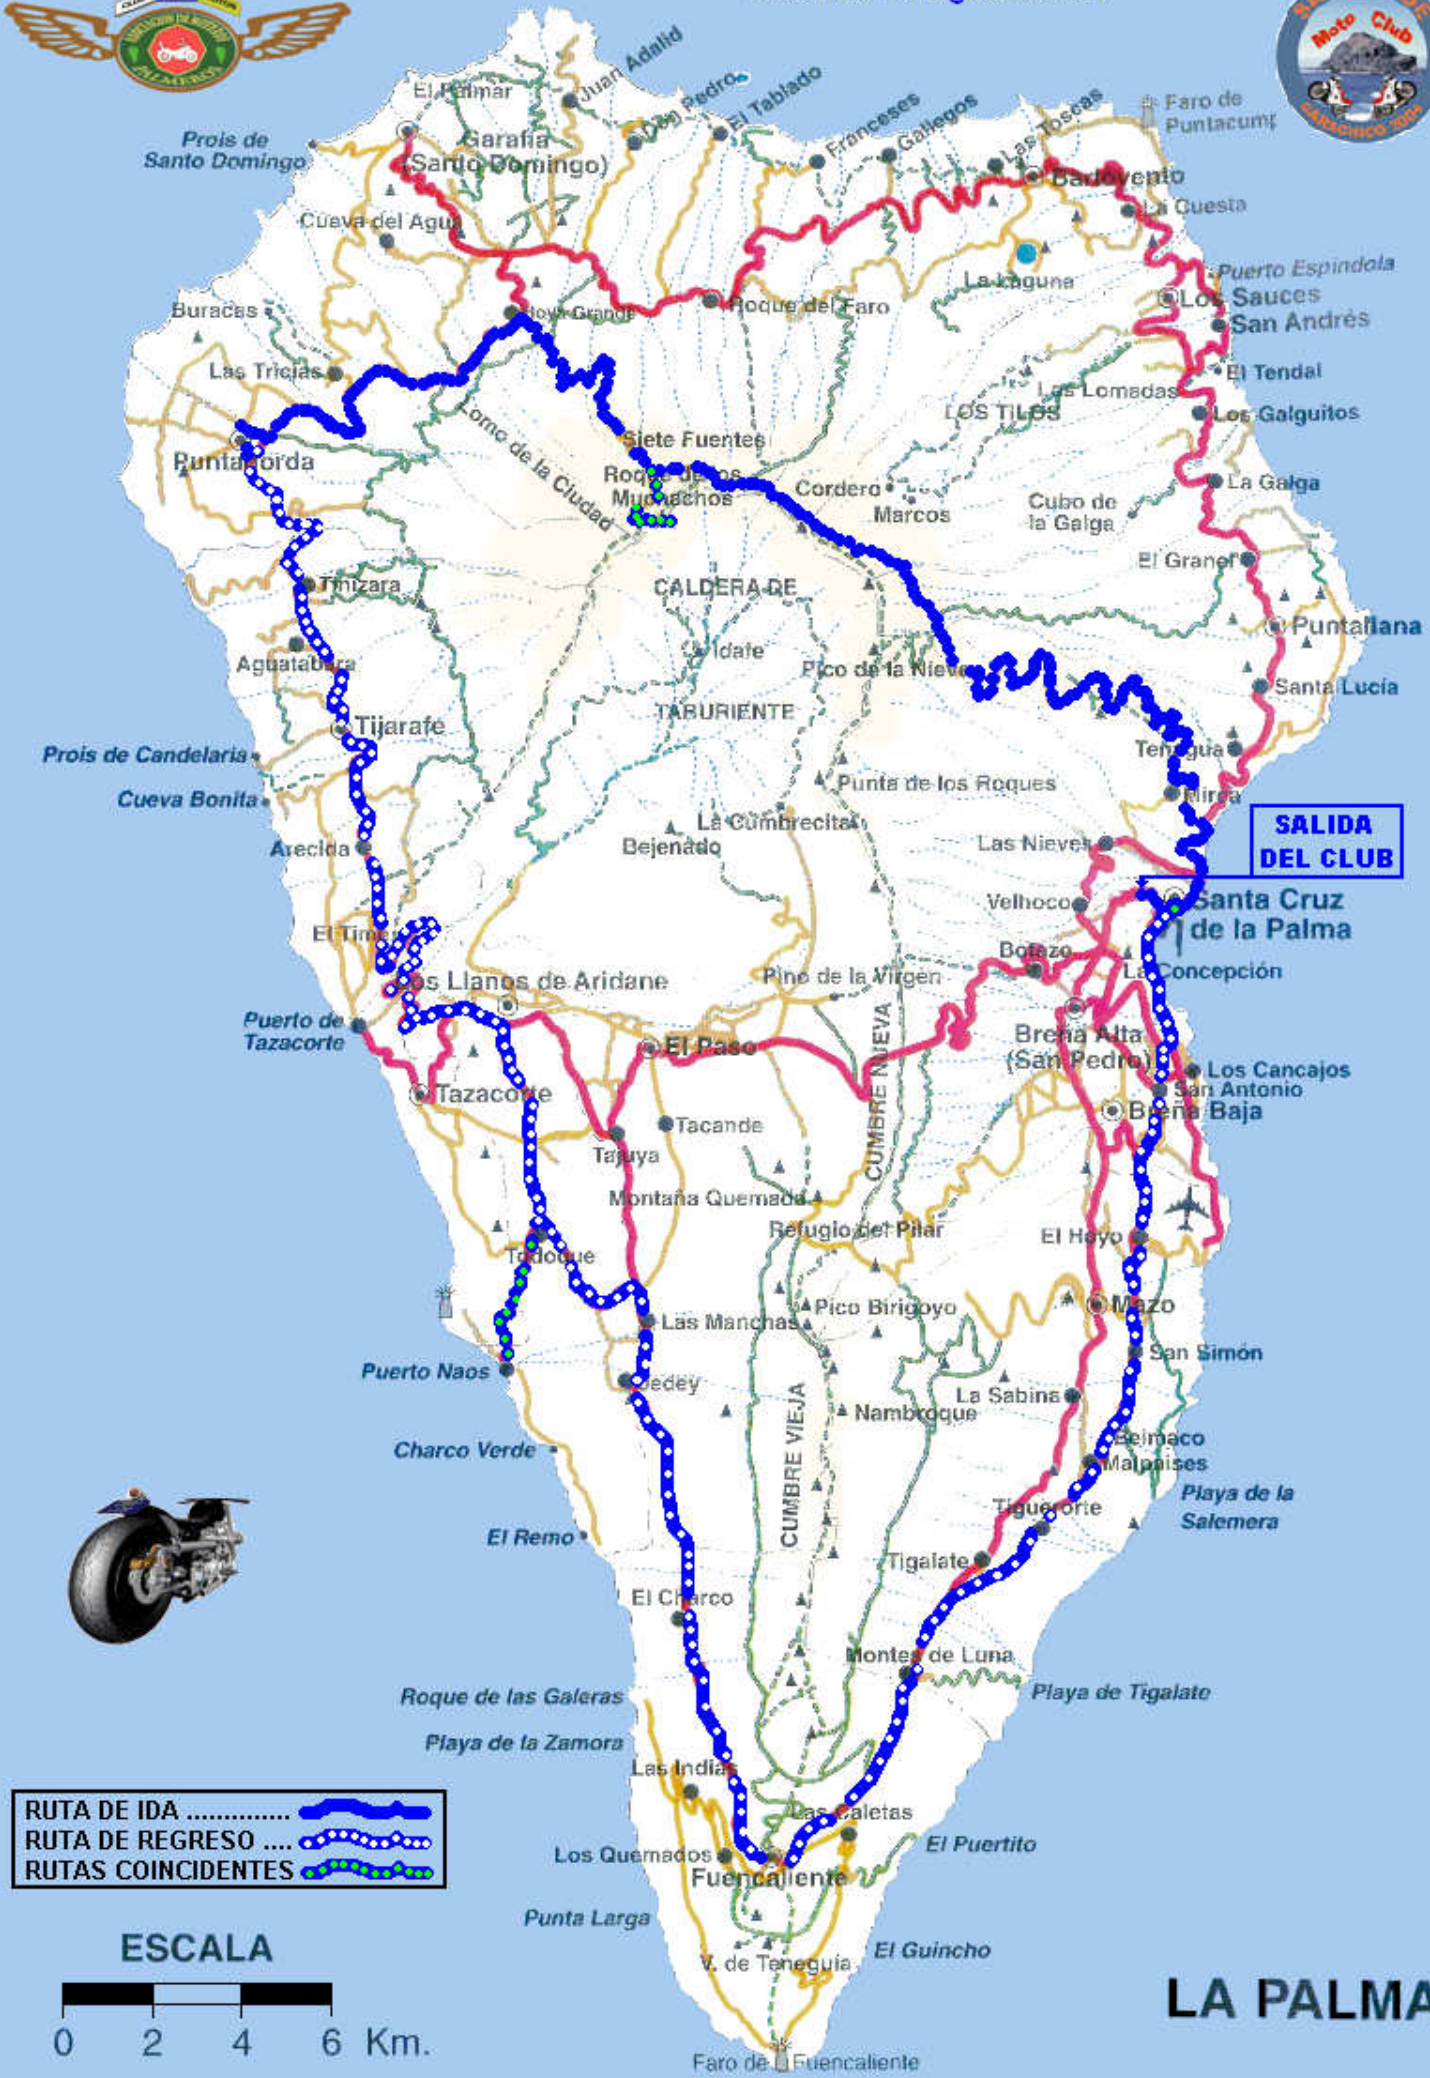 Moto Club
GARACHICO 2004
Juan Adalid
El Palmar
Don Pedro
El Tablado
Franceses
Gallegos
Las Toscas
Faro de
Puntacump
Prois de
Santo Domingo
Garafía
(Santo Domingo)
Barlovento
Cueva del Agua
La Cuesta
La Laguna
Puerto Espindola
Buracas
Hoya Grande
Roque del Faro
Los Sauces
San Andrés
Las Tricias
El Tendal
Las Lomadas
LOS TILOS
Los Galguitos
Lomo de la Ciudad
Siete Fuentes
Puntagorda
Roque de los
Muchachos
Cordero
Marcos
La Galga
Cubo de
la Galga
El Granel
Tinizara
CALDERA DE
Puntallana
Idafe
Aguatabara
Pico de la Nieve
Santa Lucía
TABURIENTE
Tijarafe
Tenagua
Prois de Candelaria
Punta de los Roques
Cueva Bonita
Mirca
La Cumbrecita
Arecida
Bejenado
Las Nieves
SALIDA
DEL CLUB
Velhoco
Santa Cruz
de la Palma
El Time
Botazo
La Concepción
Los Llanos de Aridane
Pino de la Virgen
Puerto de
Tazacorte
El Paso
Breña Alta
(San Pedro)
CUMBRE NUEVA
Los Cancajos
San Antonio
Tazacorte
Breña Baja
Tacande
Tajuya
Montaña Quemada
Refugio del Pilar
El Hoyo
Todoque
Pico Birigoyo
Mazo
Las Manchas
San Simón
Puerto Naos
Jedey
La Sabina
Nambroque
CUMBRE VIEJA
Charco Verde
Belmaco
Malpaises
Playa de la
Salemera
Tiguerorte
El Remo
Tigalate
El Charco
Montes de Luna
Roque de las Galeras
Playa de Tigalate
Playa de la Zamora
Las Indias
RUTA DE IDA ..............
RUTA DE REGRESO ....
RUTAS COINCIDENTES
Las Caletas
El Puertito
Los Quemados
Fuencaliente
Punta Larga
ESCALA
V. de Teneguía
El Guincho
LA PALMA
0 2 4 6 Km.
Faro de Fuencaliente